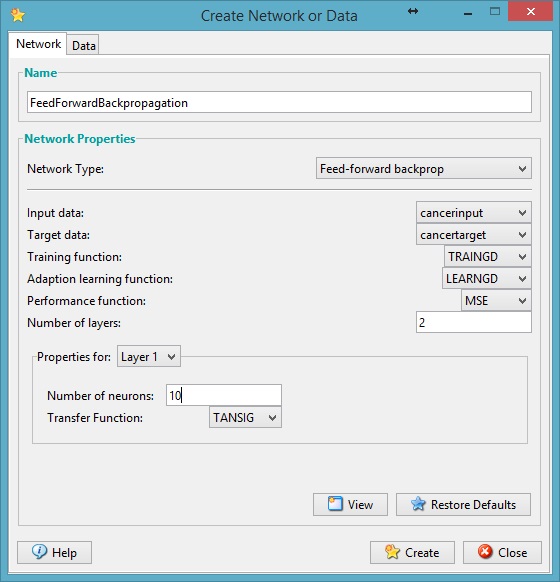 Create Network or Data
Network Data
Name
FeedForwardBackpropagation
Network Properties
Network Type: Feed-forward backprop
Input data: cancerinput
Target data: cancertarget
Training function: TRAINGD
Adaption learning function: LEARNGD
Performance function: MSE
Number of layers: 2
Properties for: Layer 1
Number of neurons: 10
Transfer Function: TANSIG
View Restore Defaults
Help Create Close